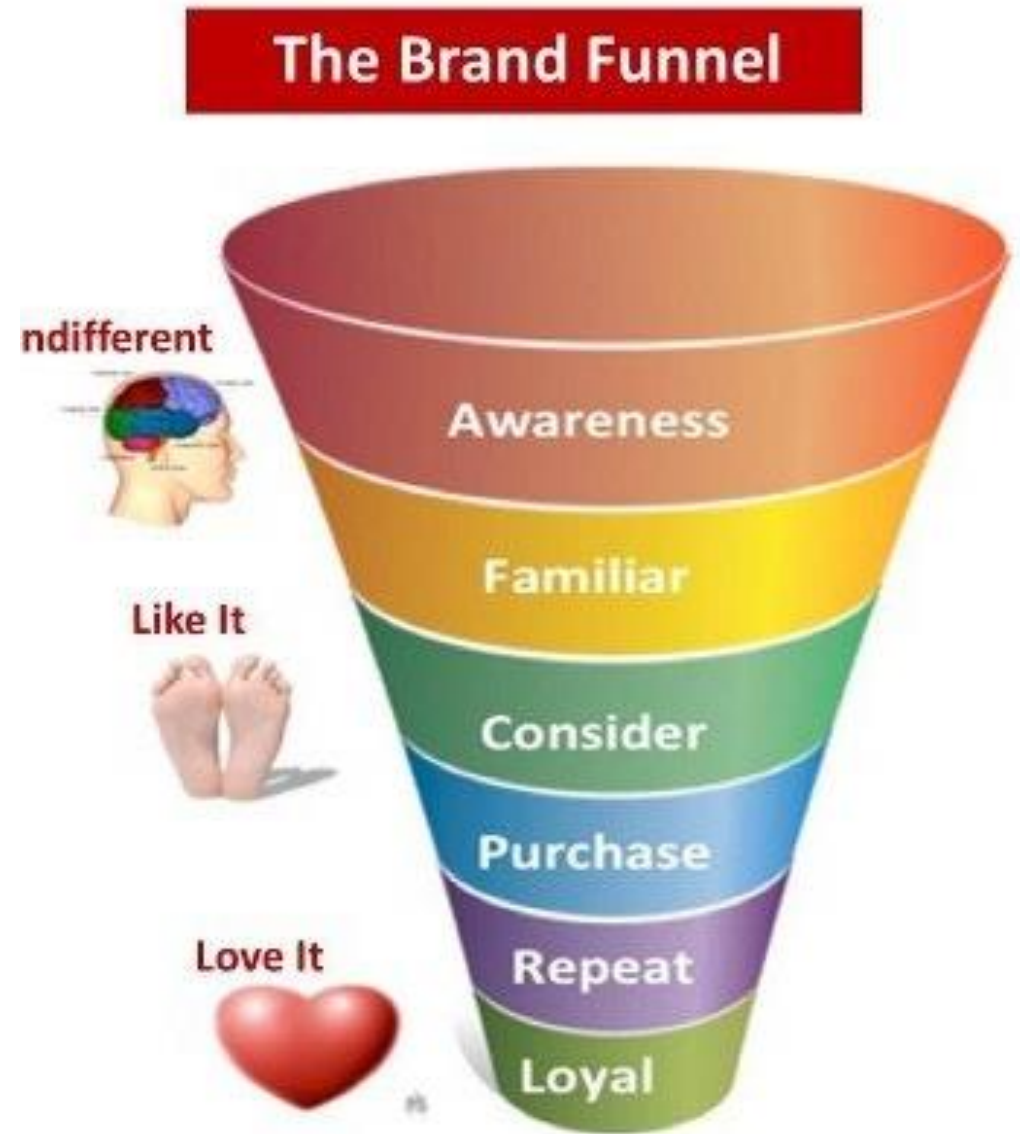 The Brand Funnel
ndifferent
Awareness
Familiar
Like It
Consider
Purchase
Love It
Repeat
Loyal